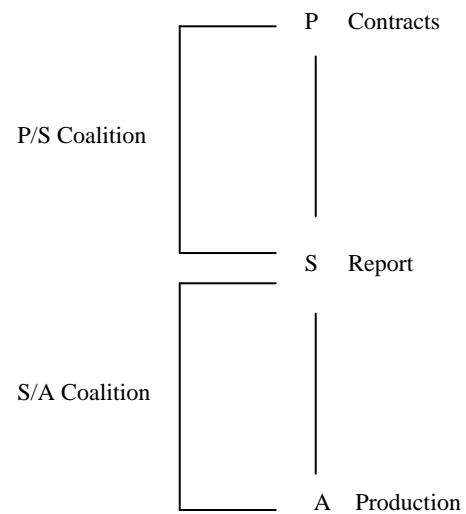 P Contracts
P/S Coalition
S Report
S/A Coalition
A Production